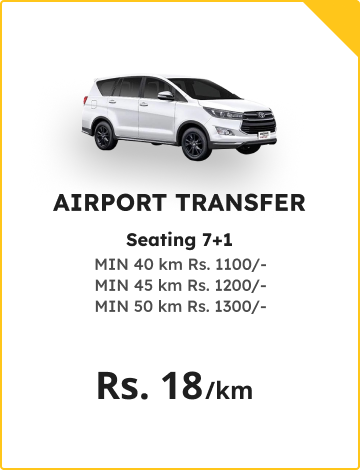 AIRPORT TRANSFER
Seating 7+1
MIN 40 km Rs. 1100/-
MIN 45 km Rs. 1200/-
MIN 50 km Rs. 1300/-
Rs. 18/km